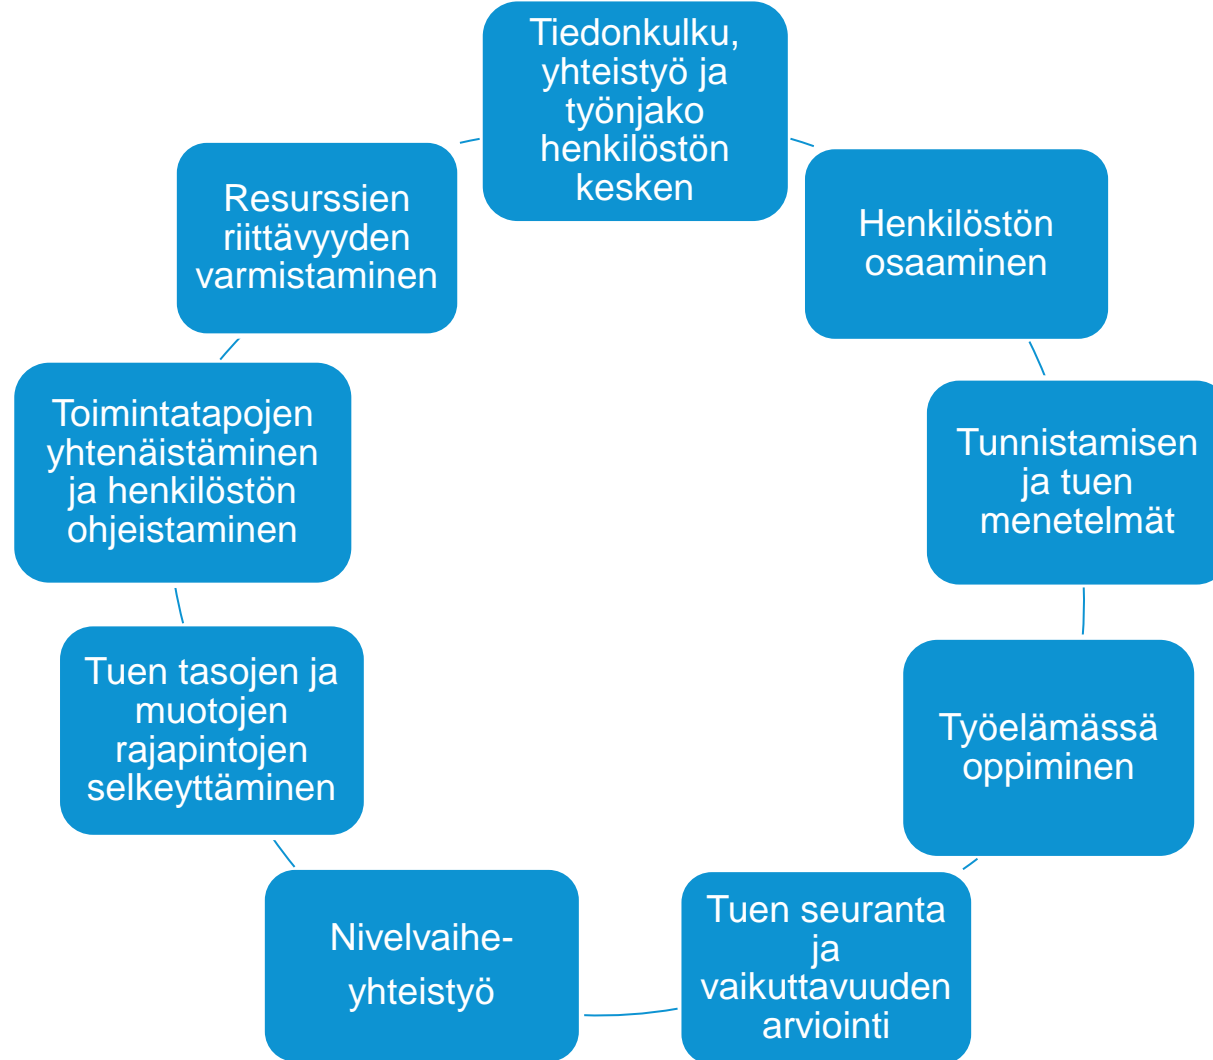 Tiedonkulku,
yhteistyö ja
työnjako
henkilöstön
kesken
Henkilöstön
osaaminen
Tunnistamisen
ja tuen
menetelmät
Työelämässä
oppiminen
Tuen seuranta
ja
vaikuttavuuden
arviointi
Nivelvaihe-
yhteistyö
Tuen tasojen ja
muotojen
rajapintojen
selkeyttäminen
Toimintatapojen
yhtenäistäminen
ja henkilöstön
ohjeistaminen
Resurssien
riittävyyden
varmistaminen